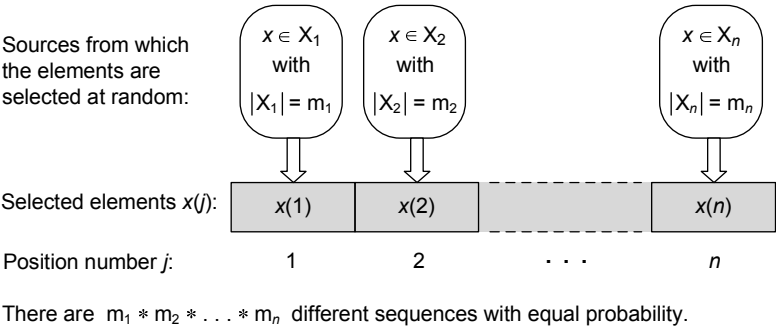 Sources from which
the elements are
selected at random:
x ∈ X₁
with
|X₁| = m₁
x ∈ X₂
with
|X₂| = m₂
x ∈ Xₙ
with
|Xₙ| = mₙ
Selected elements x(j): x(1) x(2) x(n)
Position number j: 1 2 · · · n
There are m₁ * m₂ * . . . * mₙ different sequences with equal probability.